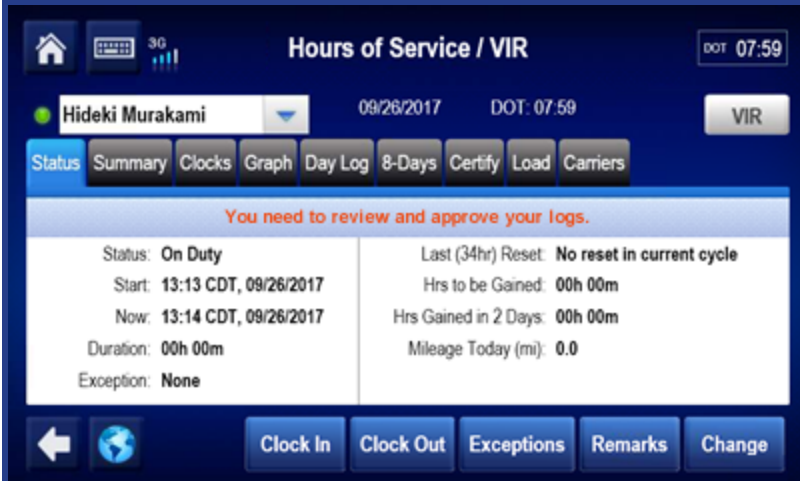 3G
Hours of Service / VIR
DOT 07:59
Hideki Murakami
09/26/2017
DOT: 07:59
VIR
Status Summary Clocks Graph Day Log 8-Days Certify Load Carriers
You need to review and approve your logs.
Status: On Duty
Start: 13:13 CDT, 09/26/2017
Now: 13:14 CDT, 09/26/2017
Duration: 00h 00m
Exception: None
Last (34hr) Reset: No reset in current cycle
Hrs to be Gained: 00h 00m
Hrs Gained in 2 Days: 00h 00m
Mileage Today (mi): 0.0
Clock In Clock Out Exceptions Remarks Change